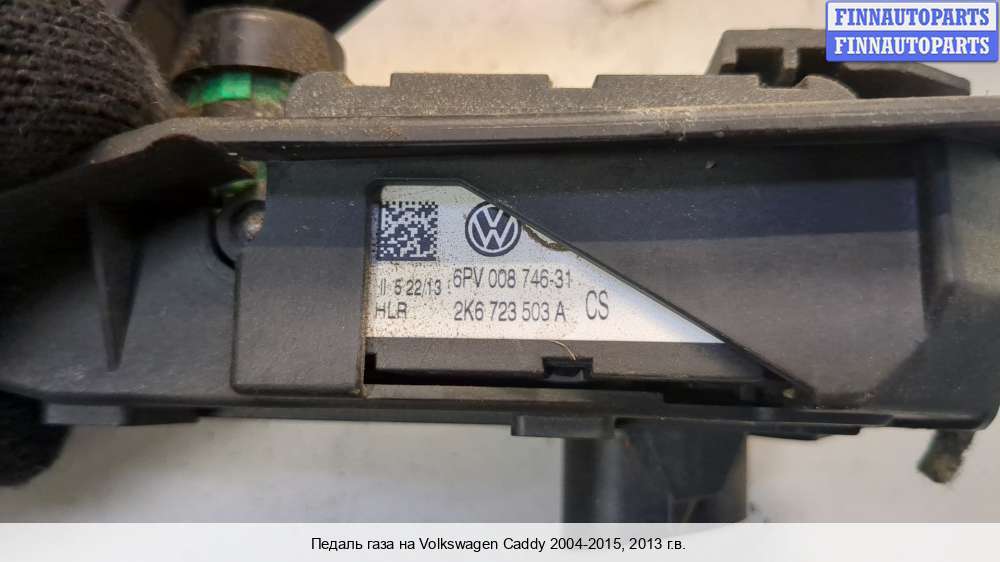 FINNAUTOPARTS
FINNAUTOPARTS
VW
6PV 008 746-31
5 22/13
HLR
2K6 723 503 A
CS
Педаль газа на Volkswagen Caddy 2004-2015, 2013 г.в.